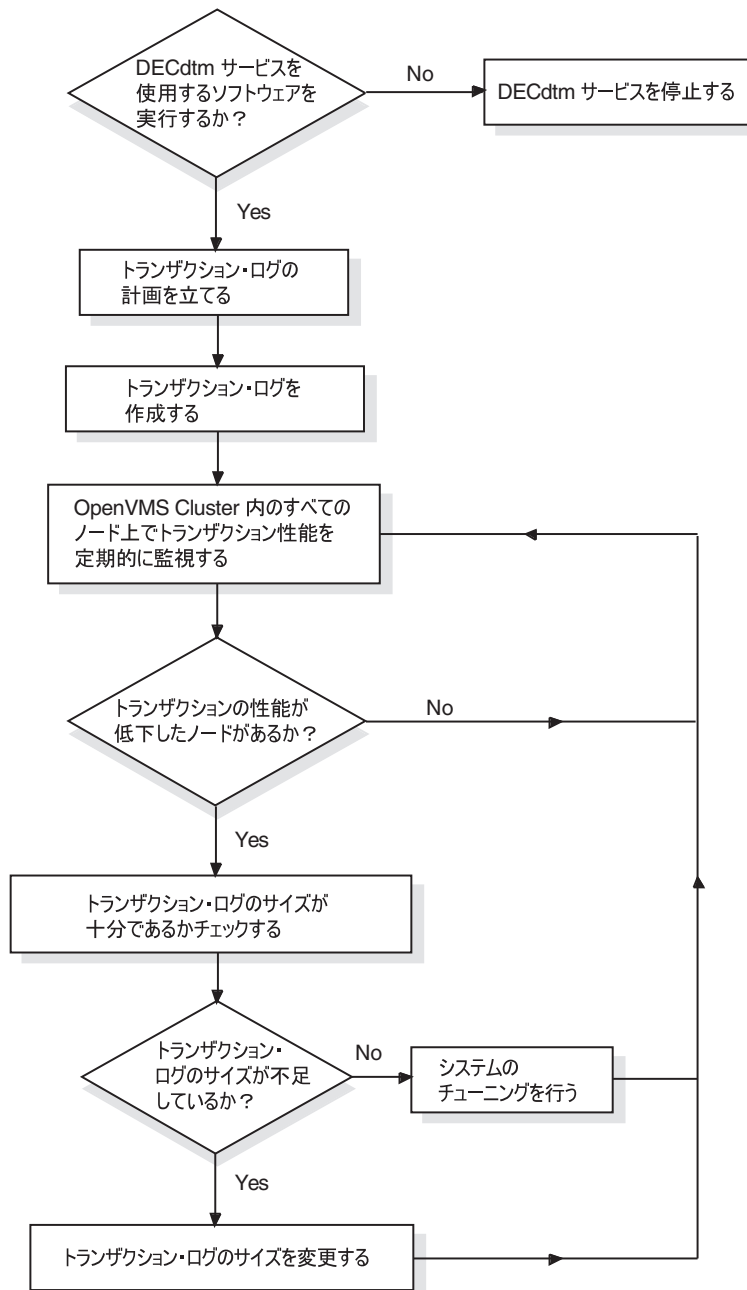 DECdtm サービスを
使用するソフトウェアを
実行するか？
No
DECdtm サービスを停止する
Yes
トランザクション・ログの
計画を立てる
トランザクション・ログを
作成する
OpenVMS Cluster 内のすべての
ノード上でトランザクション性能を
定期的に監視する
トランザクションの性能が
低下したノードがあるか？
No
Yes
トランザクション・ログのサイズが
十分であるかチェックする
トランザクション・
ログのサイズが不足
しているか？
No
システムの
チューニングを行う
Yes
トランザクション・ログのサイズを変更する